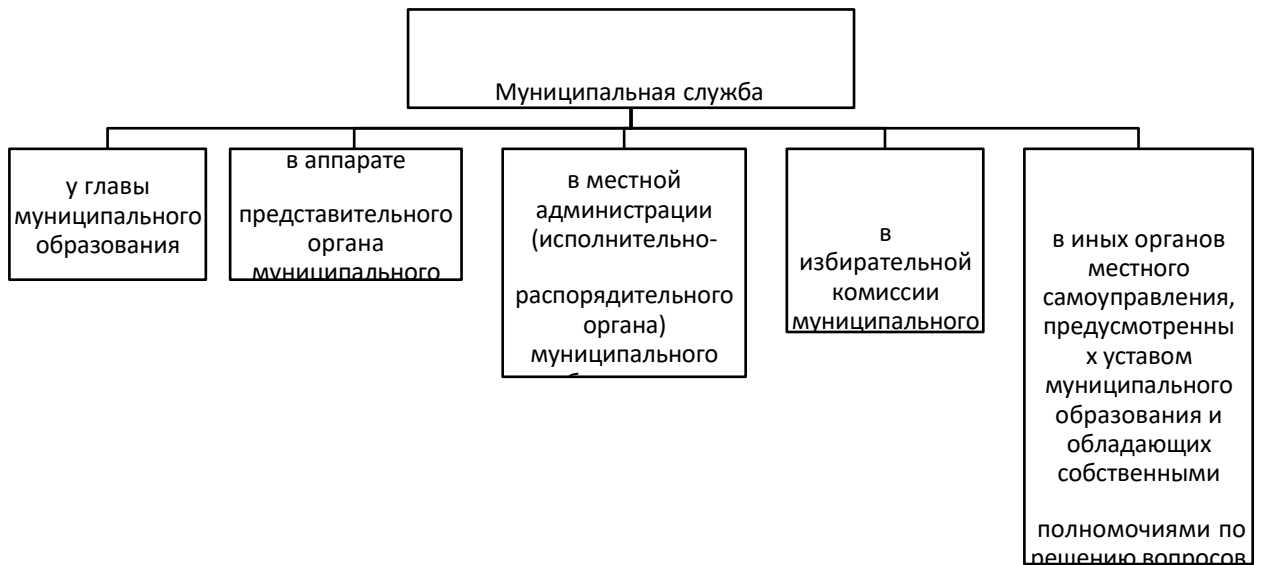 Муниципальная служба
у главы
муниципального
образования
в аппарате
представительного
органа
муниципального
в местной
администрации
(исполнительно-
распорядительного
органа)
муниципального
в
избирательной
комиссии
муниципального
в иных органов
местного
самоуправления,
предусмотренны
х уставом
муниципального
образования и
обладающих
собственными
полномочиями по
решению вопросов